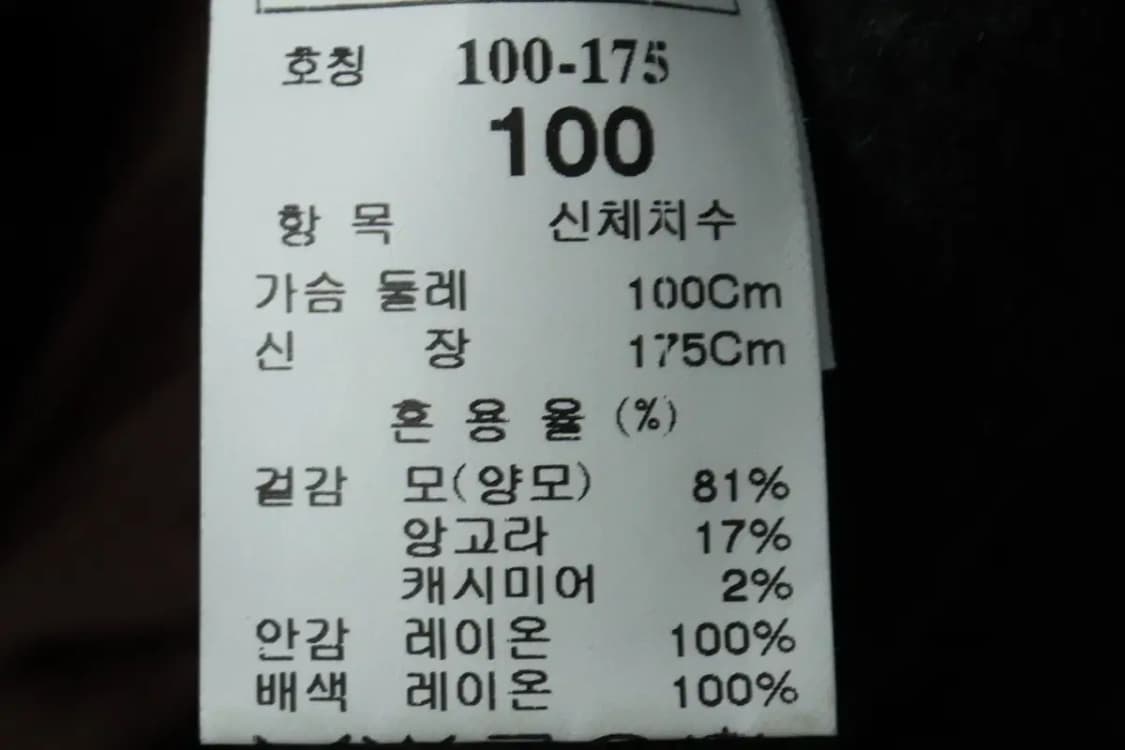 호칭 100-175
100
항 목 신체치수
가슴 둘레 100Cm
신 장 175Cm
혼 용 율 (%)
겉감 모(양모) 81%
앙고라 17%
캐시미어 2%
안감 레이온 100%
배색 레이온 100%